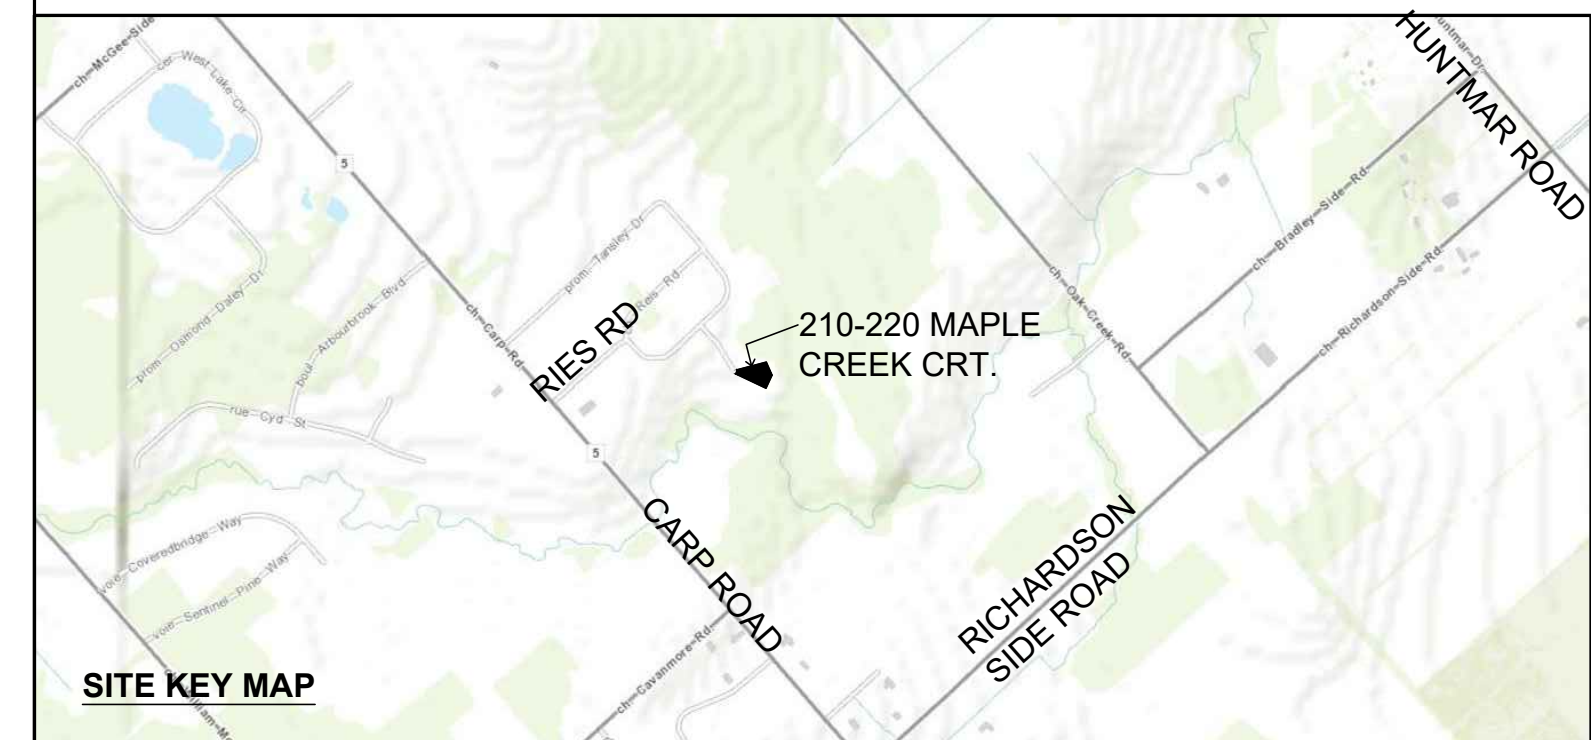 ch-McGee-Side
cer-West-Lake-Cir
HUNTMAR ROAD
5
prom-Tansley-Dr
ch-Bradley-Side-Rd
prom-Osmond-Daley-Dr
boul-Arbourbrook-Blvd
ch-Carp-Rd
Reis-Rd
RIES RD
ch-Oak-Creek-Rd
ch-Richardson-Side-Rd
210-220 MAPLE
CREEK CRT.
rue-Cyd-St
5
CARP ROAD
RICHARDSON
SIDE ROAD
voie-Coveredbridge-Way
voie-Sentinel-Pine-Way
ch-Cavanmore-Rd
SITE KEY MAP